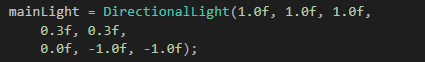 mainLight = DirectionalLight(1.0f, 1.0f, 1.0f,
0.3f, 0.3f,
0.0f, -1.0f, -1.0f);